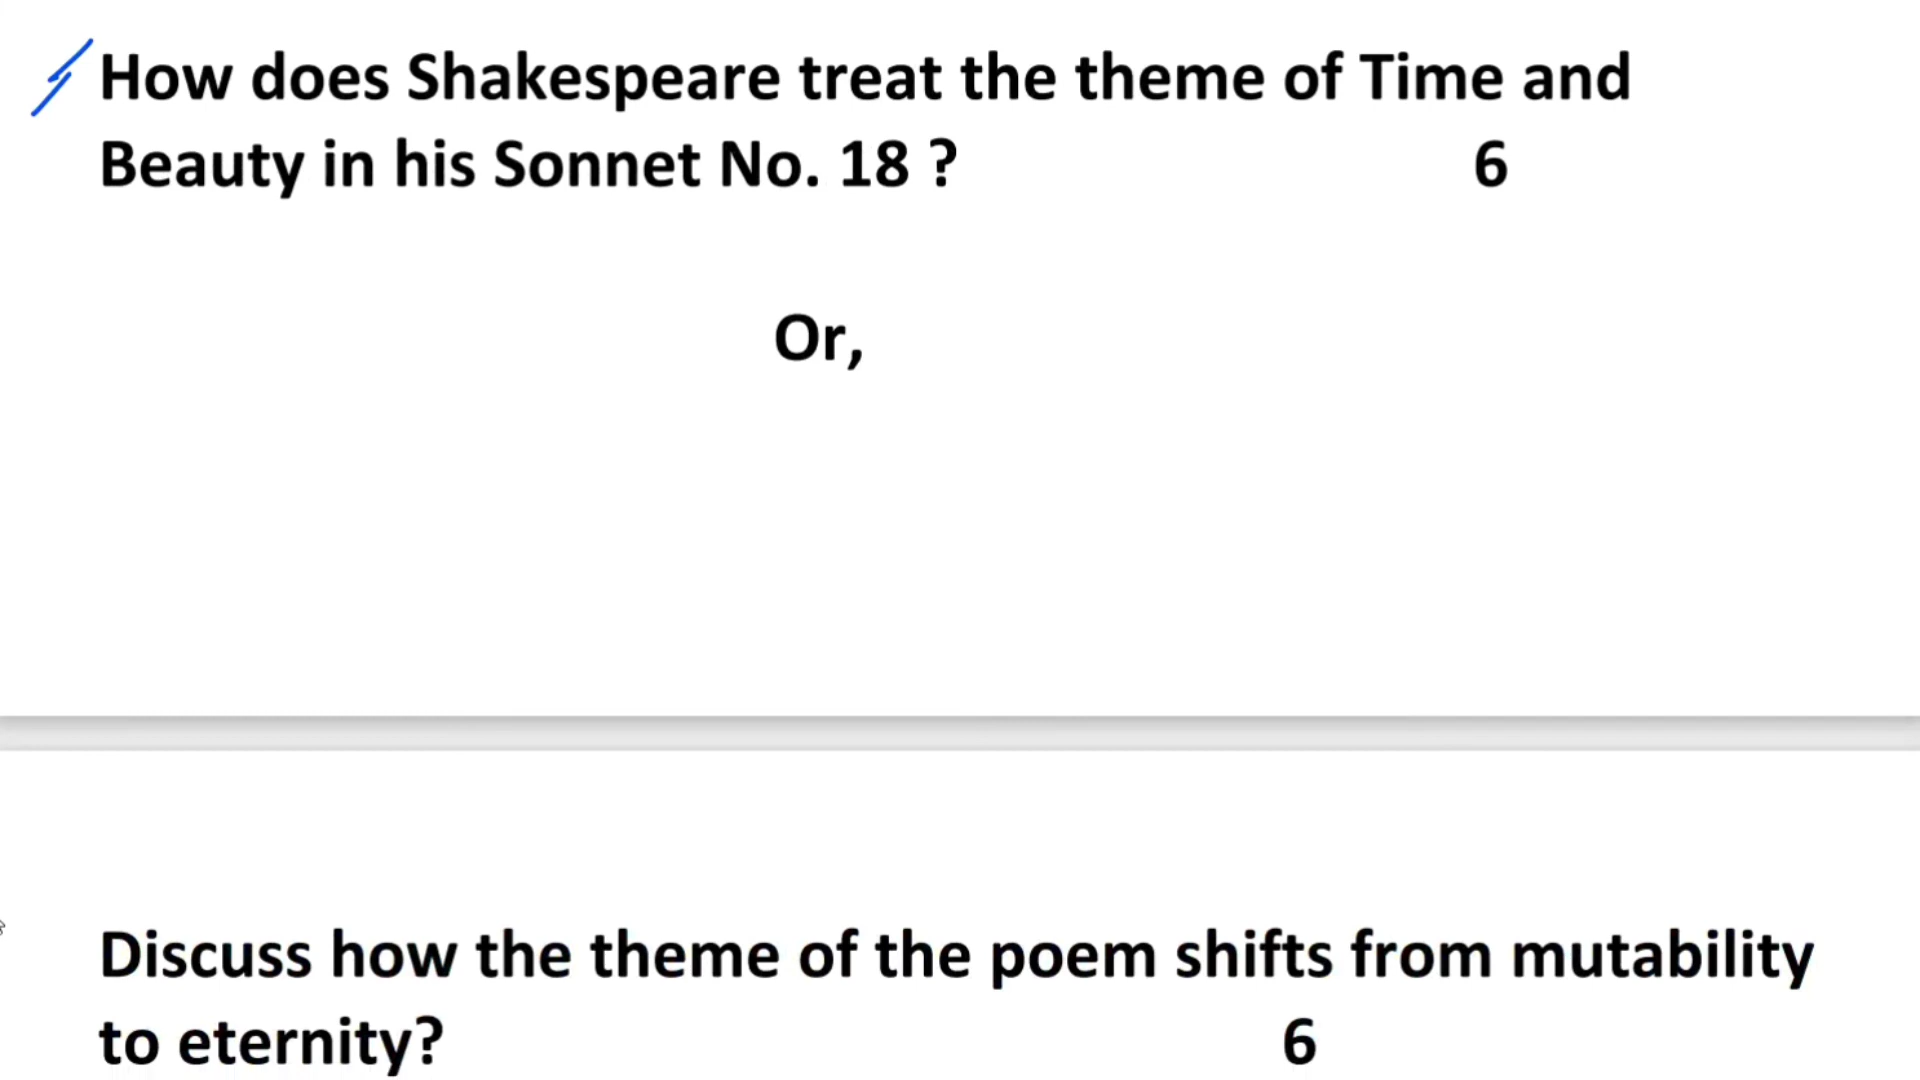 How does Shakespeare treat the theme of Time and
Beauty in his Sonnet No. 18 ? 6
Or,
Discuss how the theme of the poem shifts from mutability
to eternity? 6